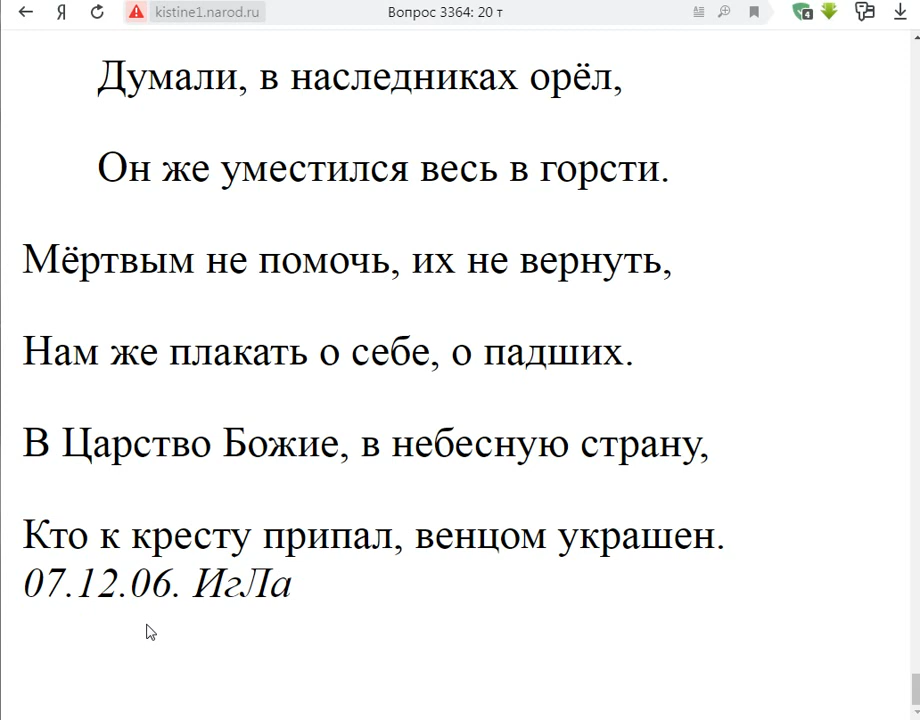 kistine1.narod.ru
Вопрос 3364: 20 т
4
Думали, в наследниках орёл,
Он же уместился весь в горсти.
Мёртвым не помочь, их не вернуть,
Нам же плакать о себе, о падших.
В Царство Божие, в небесную страну,
Кто к кресту припал, венцом украшен.
07.12.06. ИгЛа